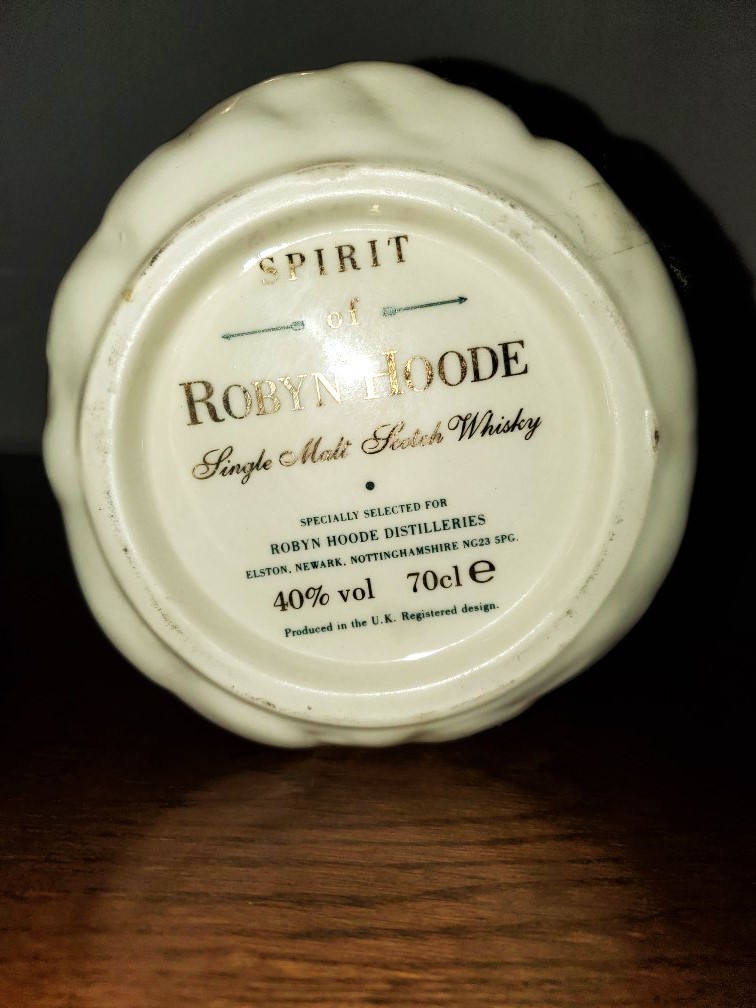 SPIRIT
of
ROBYN HOODE
Single Malt Scotch Whisky
•
SPECIALLY SELECTED FOR
ROBYN HOODE DISTILLERIES
ELSTON, NEWARK, NOTTINGHAMSHIRE NG23 5PG.
40% vol 70cl e
Produced in the U.K. Registered design.